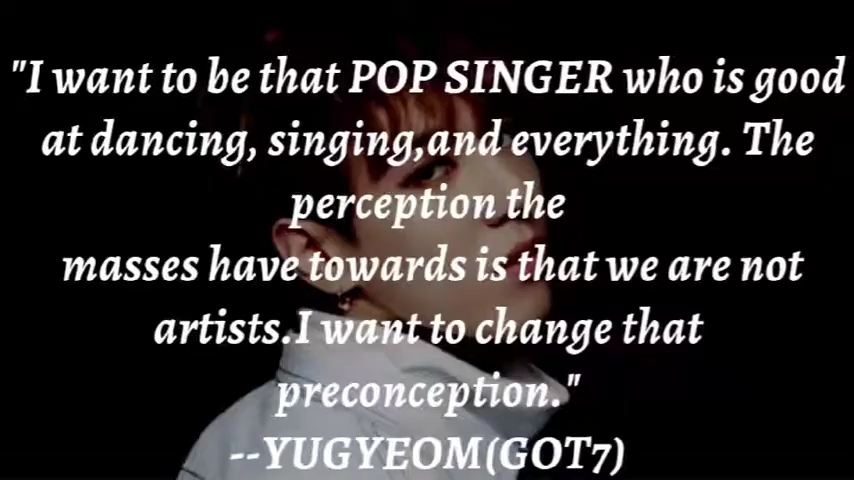 "I want to be that POP SINGER who is good
at dancing, singing,and everything. The
perception the
masses have towards is that we are not
artists.I want to change that
preconception."
--YUGYEOM(GOT7)